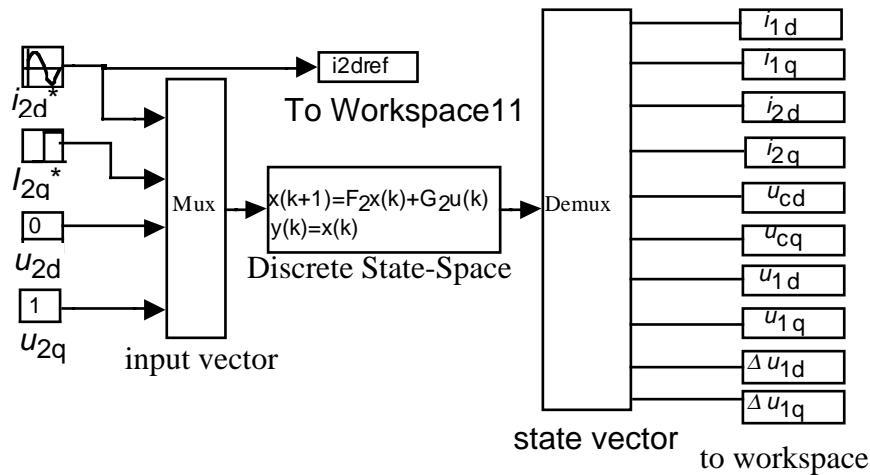 i2d*
i2dref
To Workspace11
I2q*
Mux
0
u2d
1
u2q
input vector
x(k+1)=F2x(k)+G2u(k)
y(k)=x(k)
Discrete State-Space
Demux
state vector
i1d
i1q
i2d
i2q
ucd
ucq
u1d
u1q
Δu1d
Δu1q
to workspace